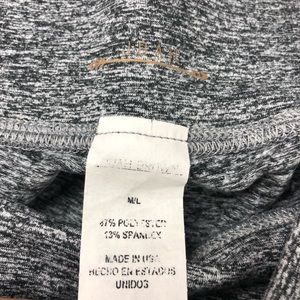 M/L
87% POLYESTER
13% SPANDEX
MADE IN USA
HECHO EN ESTADOS
UNIDOS